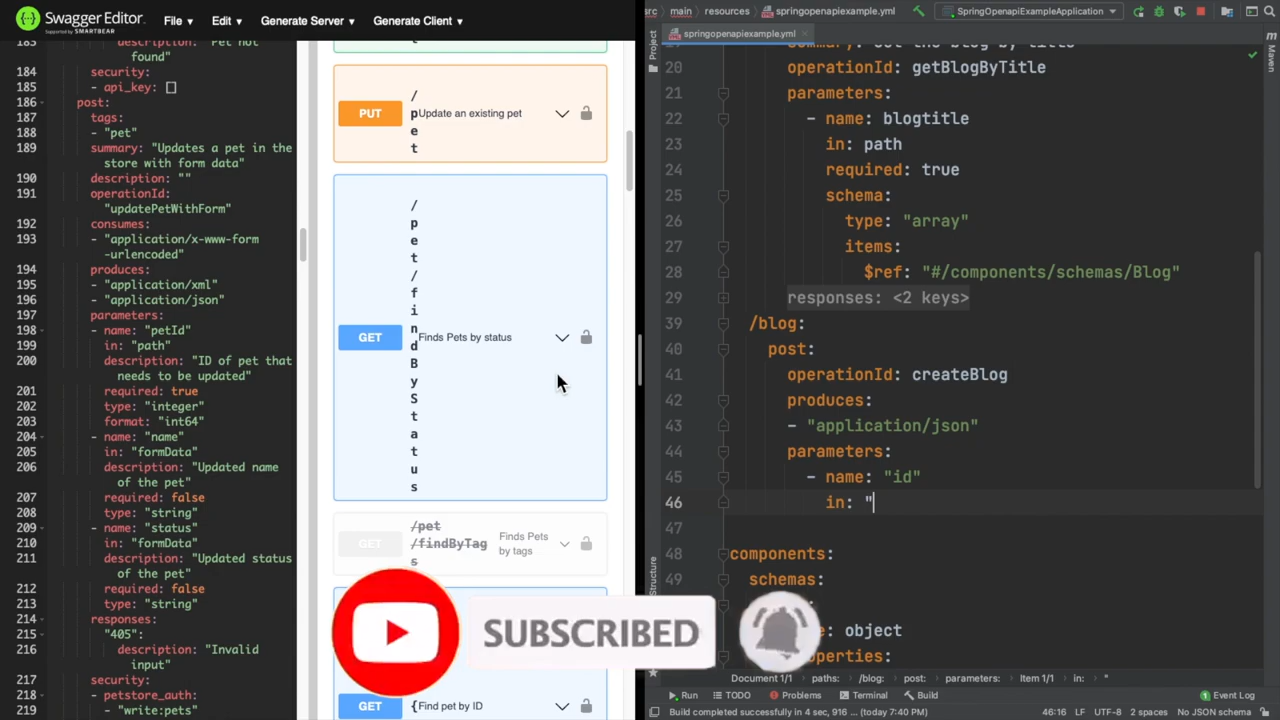 Swagger Editor
Supported by SMARTBEAR
File ▾
Edit ▾
Generate Server ▾
Generate Client ▾
183 description: "Pet not
found"
184 security:
185 - api_key: []
186 post:
187 tags:
188 - "pet"
189 summary: "Updates a pet in the
store with form data"
190 description: ""
191 operationId:
"updatePetWithForm"
192 consumes:
193 - "application/x-www-form
-urlencoded"
194 produces:
195 - "application/xml"
196 - "application/json"
197 parameters:
198 - name: "petId"
199 in: "path"
200 description: "ID of pet that
needs to be updated"
201 required: true
202 type: "integer"
203 format: "int64"
204 - name: "name"
205 in: "formData"
206 description: "Updated name
of the pet"
207 required: false
208 type: "string"
209 - name: "status"
210 in: "formData"
211 description: "Updated status
of the pet"
212 required: false
213 type: "string"
214 responses:
215 "405":
216 description: "Invalid
input"
217 security:
218 - petstore_auth:
219 - "write:pets"
PUT /pet Update an existing pet
GET /pet/findByStatus Finds Pets by status
GET /pet
/findByTag
s
Finds Pets
by tags
SUBSCRIBED
GET { Find pet by ID
src main resources springopenapiexample.yml
SpringOpenapiExampleApplication
springopenapiexample.yml
Project
Maven
Structure
20 operationId: getBlogByTitle
21 parameters:
22 - name: blogtitle
23 in: path
24 required: true
25 schema:
26 type: "array"
27 items:
28 $ref: "#/components/schemas/Blog"
29 responses: <2 keys>
39 /blog:
40 post:
41 operationId: createBlog
42 produces:
43 - "application/json"
44 parameters:
45 - name: "id"
46 in: "
47
48 components:
49 schemas:
object
operties:
Document 1/1 paths: /blog: post: parameters: Item 1/1 in: "
Run TODO Problems Terminal Build Event Log
Build completed successfully in 4 sec, 916 ... (today 7:40 PM) 46:16 LF UTF-8 2 spaces No JSON schema